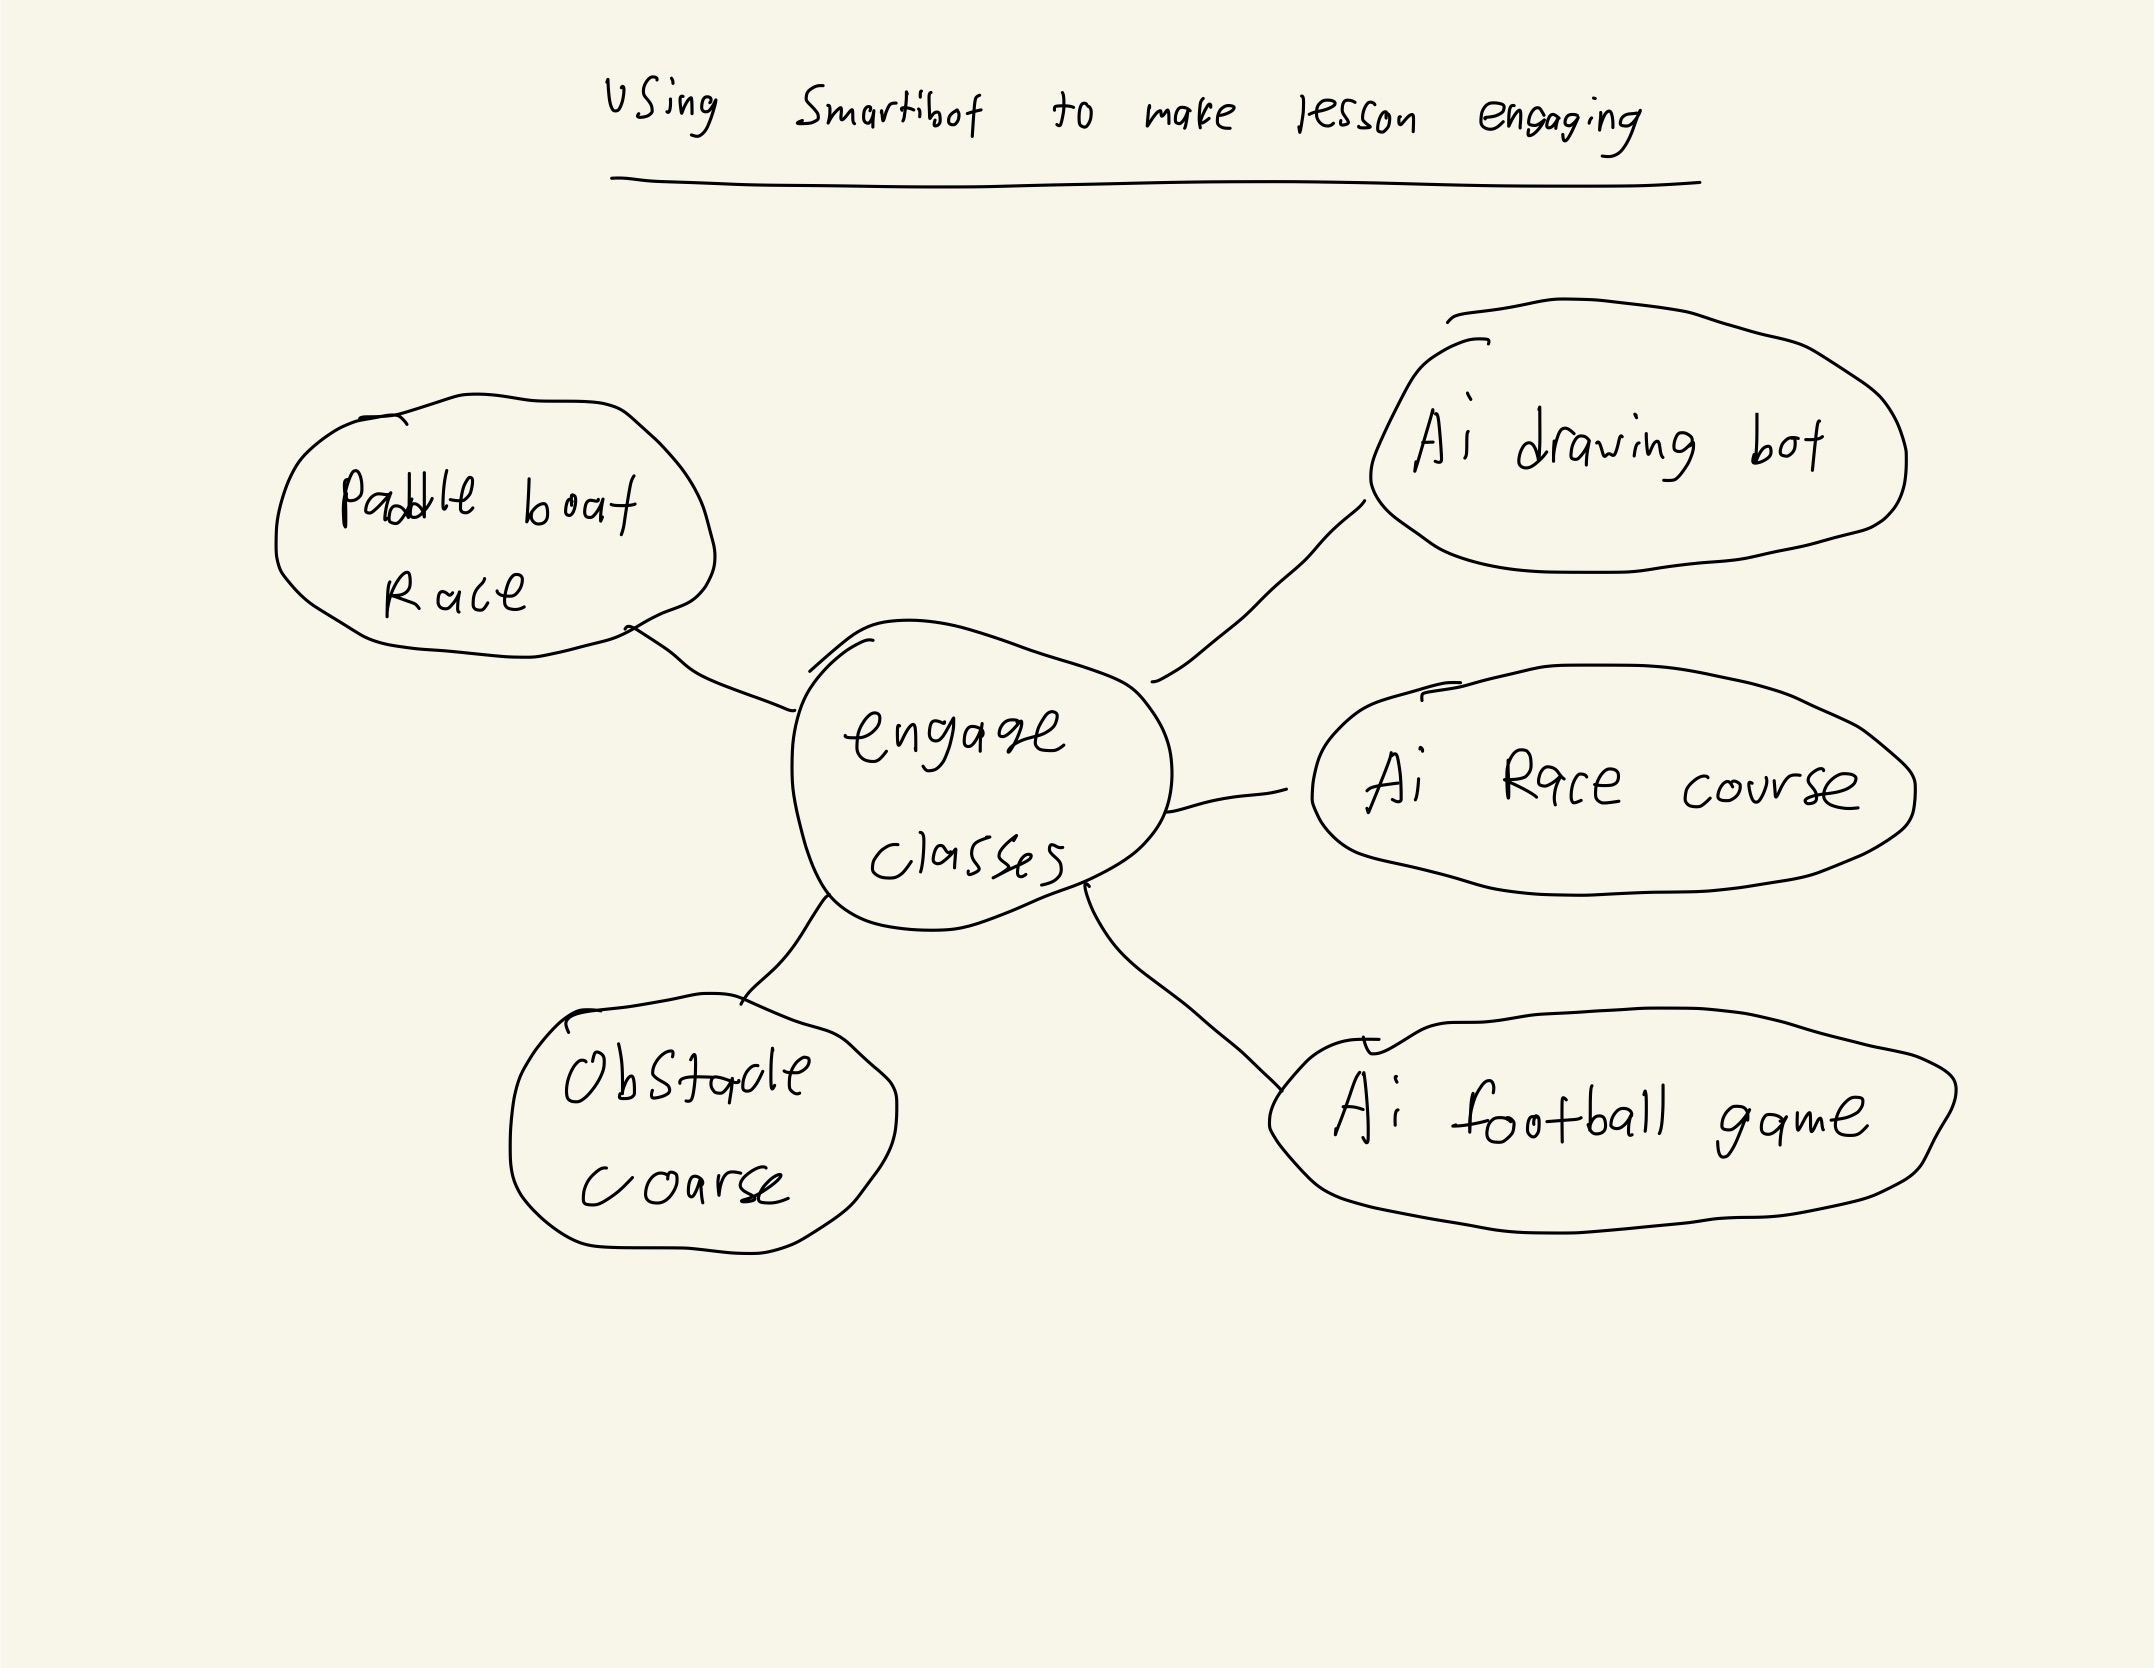 Using Smartibot to make lesson engaging
Paddle boat
Race
Ai drawing bot
engage
classes
Ai Race course
Obstacle
coarse
Ai football game